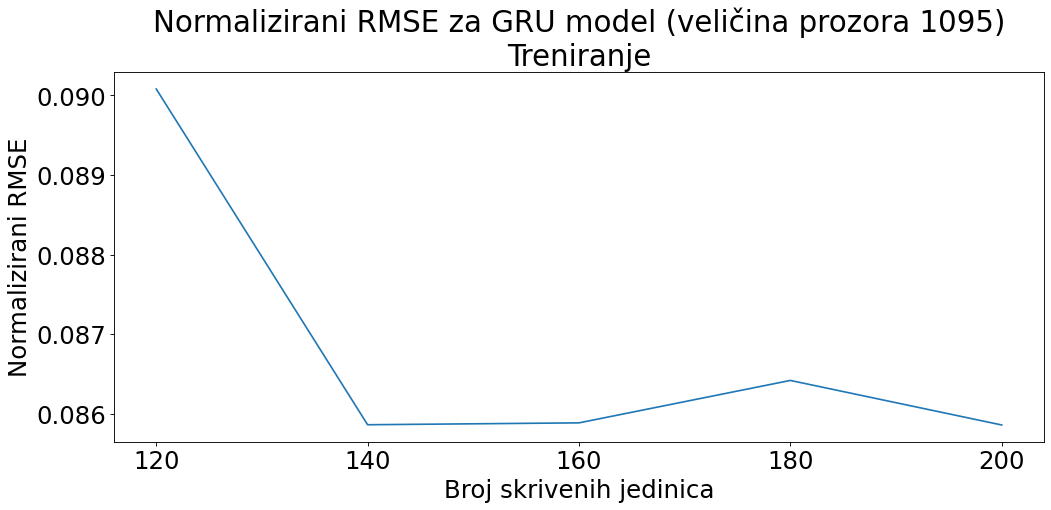 Normalizirani RMSE za GRU model (veličina prozora 1095)
Treniranje
Normalizirani RMSE
0.090
0.089
0.088
0.087
0.086
120 140 160 180 200
Broj skrivenih jedinica